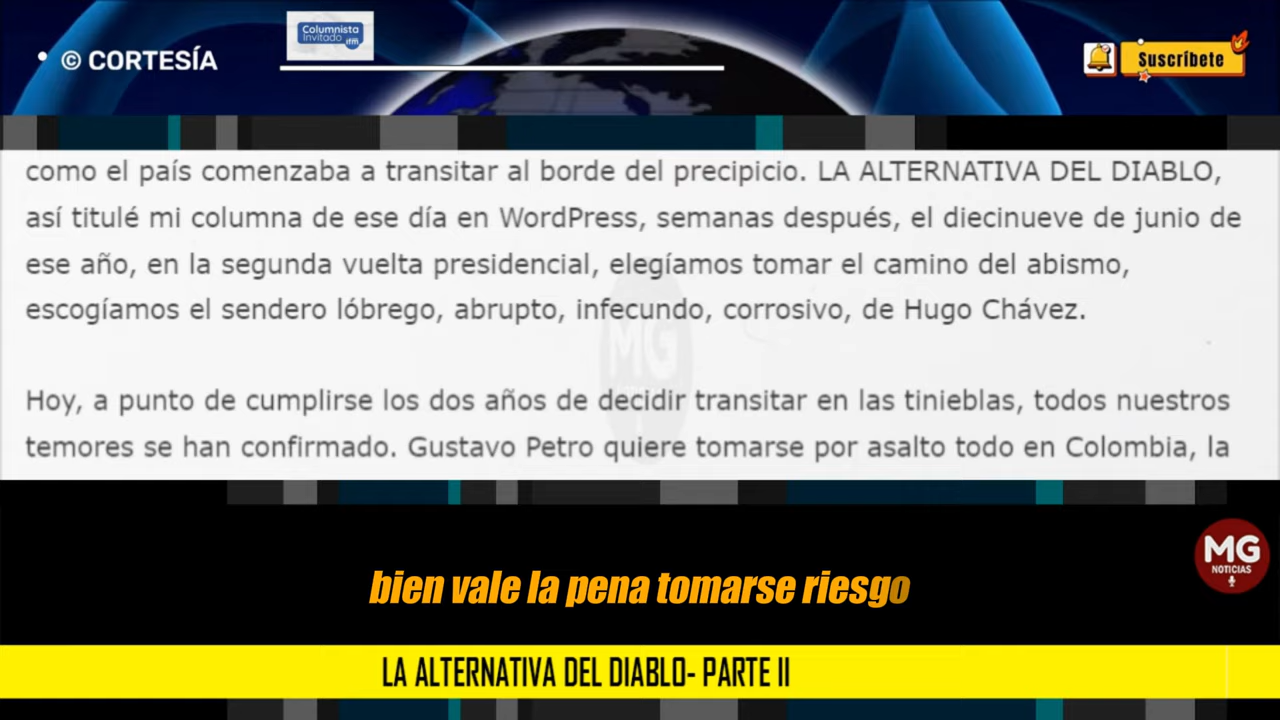 © CORTESÍA
Columnista
Invitado
ifm
Suscríbete
como el país comenzaba a transitar al borde del precipicio. LA ALTERNATIVA DEL DIABLO,
así titulé mi columna de ese día en WordPress, semanas después, el diecinueve de junio de
ese año, en la segunda vuelta presidencial, elegíamos tomar el camino del abismo,
escogíamos el sendero lóbrego, abrupto, infecundo, corrosivo, de Hugo Chávez.
MG
Hoy, a punto de cumplirse los dos años de decidir transitar en las tinieblas, todos nuestros
temores se han confirmado. Gustavo Petro quiere tomarse por asalto todo en Colombia, la
MG
NOTICIAS
bien vale la pena tomarse riesgo
LA ALTERNATIVA DEL DIABLO- PARTE II